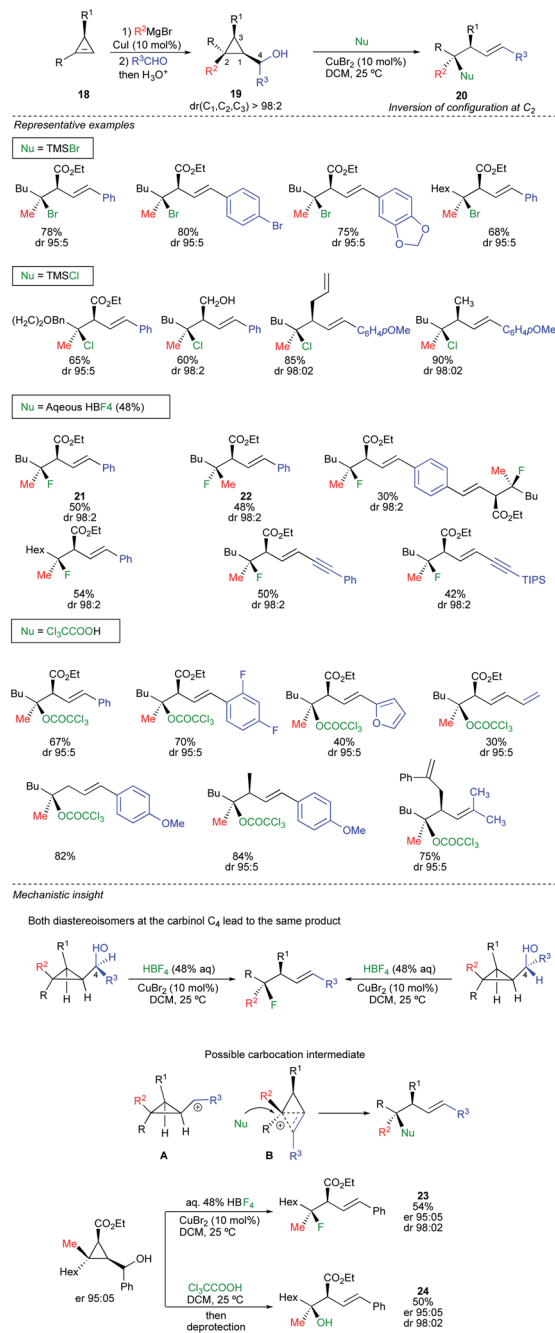 R¹
R
18
1) R²MgBr
CuI (10 mol%)
2) R³CHO
then H₃O⁺
R¹
R 3 4 OH
R² 2 1 R³
19
dr(C₁,C₂,C₃) > 98:2
Nu
CuBr₂ (10 mol%)
DCM, 25 ºC
R¹
R R³
R² Nu
20
Inversion of configuration at C₂
Representative examples
Nu = TMSBr
CO₂Et
Bu Ph
Me Br
78%
dr 95:5
CO₂Et
Bu
Me Br Br
80%
dr 95:5
CO₂Et
Bu
Me Br O O
75%
dr 95:5
CO₂Et
Hex Ph
Me Br
68%
dr 95:5
Nu = TMSCl
CO₂Et
(H₂C)₂OBn Ph
Me Cl
65%
dr 95:5
CH₂OH
Bu Ph
Me Cl
60%
dr 98:2
Bu C₆H₄pOMe
Me Cl
85%
dr 98:02
CH₃
Bu C₆H₄pOMe
Me Cl
90%
dr 98:02
Nu = Aqeous HBF4 (48%)
CO₂Et
Bu Ph
Me F
21
50%
dr 98:2
CO₂Et
Bu Ph
F Me
22
48%
dr 98:2
CO₂Et
Bu
Me F
Me F
Bu
CO₂Et
30%
dr 98:2
CO₂Et
Hex Ph
Me F
54%
dr 98:2
CO₂Et
Bu
Me F Ph
50%
dr 98:2
CO₂Et
Bu
Me F TIPS
42%
dr 98:2
Nu = Cl₃CCOOH
CO₂Et
Bu Ph
Me OCOCCl₃
67%
dr 95:5
CO₂Et F
Bu
Me OCOCCl₃ F
70%
dr 95:5
CO₂Et
Bu O
Me OCOCCl₃
40%
dr 95:5
CO₂Et
Bu
Me OCOCCl₃
30%
dr 95:5
Bu
Me OCOCCl₃ OMe
82%
Bu
Me OCOCCl₃ OMe
84%
dr 95:5
Ph
CH₃
Bu CH₃
Me OCOCCl₃
75%
dr 95:5
Mechanistic insight
Both diastereoisomers at the carbinol C₄ lead to the same product
R¹ HO H
R² 4 R³
R H H
HBF₄ (48% aq)
CuBr₂ (10 mol%)
DCM, 25 ºC
R¹
R R³
R² F
HBF₄ (48% aq)
CuBr₂ (10 mol%)
DCM, 25 ºC
R¹ HO R³
R² 4 H
R H H
Possible carbocation intermediate
R¹
R² ⊕ R³
R H H
A
R¹
R²
Nu R ⊕
R³
B
R¹
R R³
R² Nu
CO₂Et
Me OH
Hex Ph
er 95:05
aq. 48% HBF₄
CuBr₂ (10 mol%)
DCM, 25 ºC
CO₂Et
Hex Ph
Me F
23
54%
er 95:05
dr 98:02
Cl₃CCOOH
DCM, 25 ºC
then
deprotection
CO₂Et
Hex Ph
Me OH
24
50%
er 95:05
dr 98:02